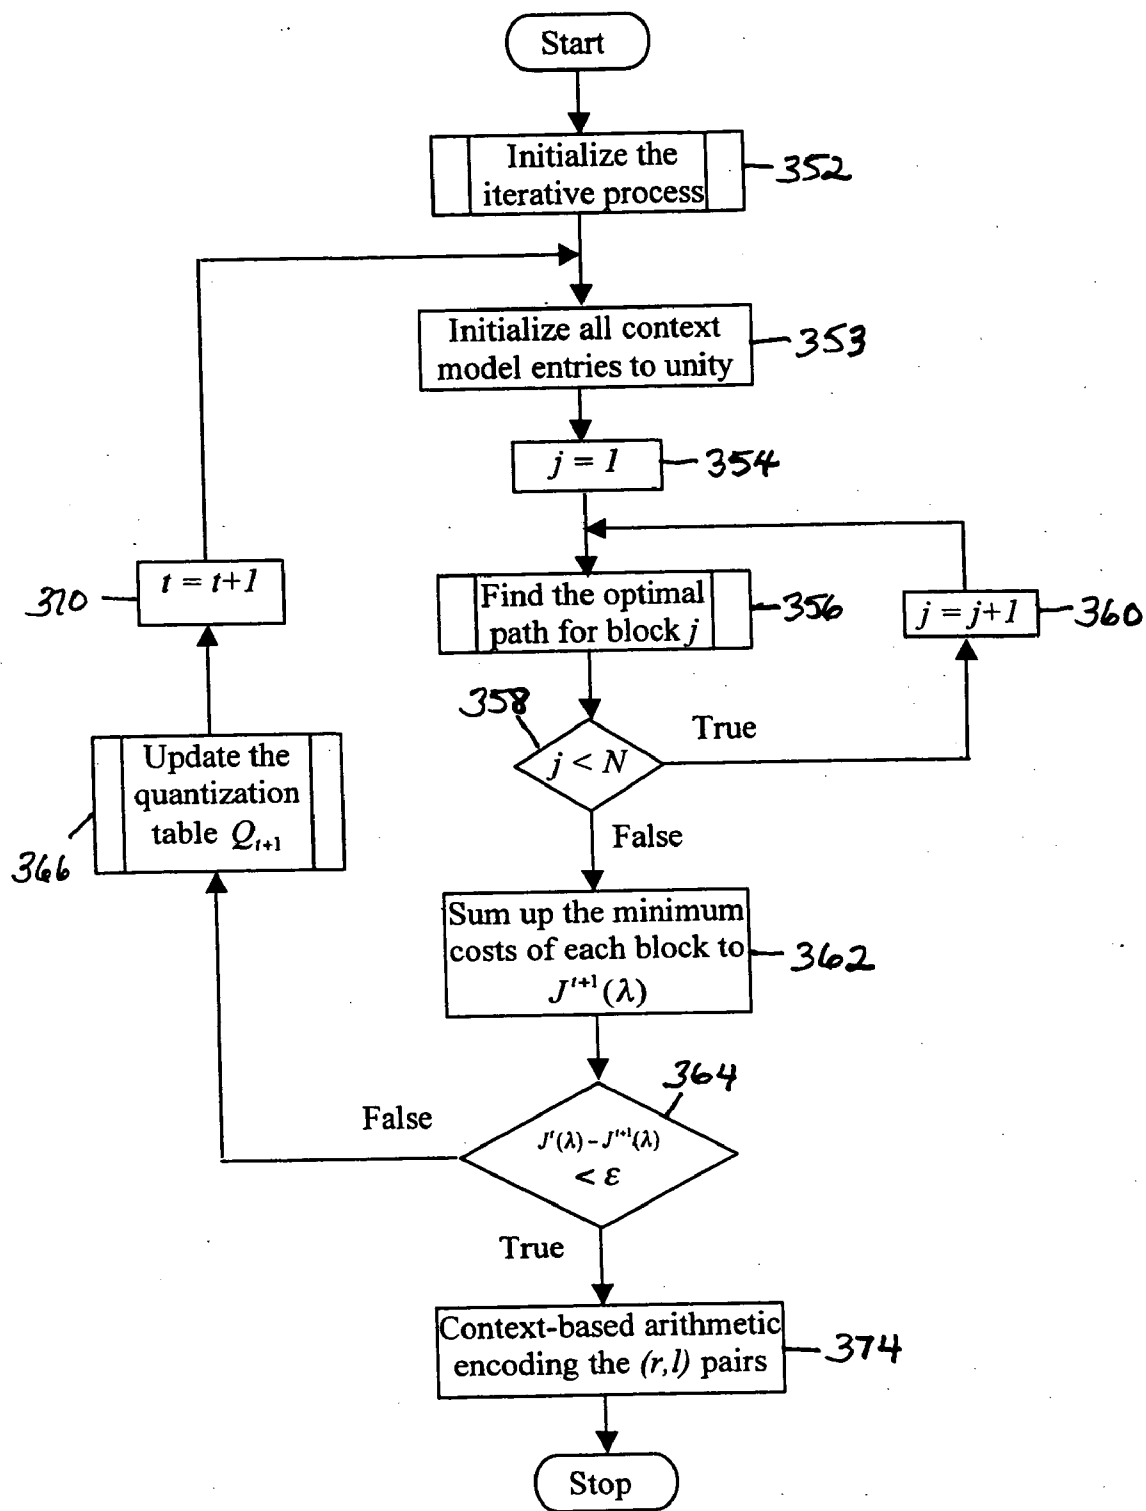 Start
Initialize the
iterative process
352
Initialize all context
model entries to unity
353
j = 1
354
t = t+1
370
Find the optimal
path for block j
356
j = j+1
360
358
j < N
True
False
Update the
quantization
table Q_{t+1}
366
Sum up the minimum
costs of each block to
J^{t+1}(λ)
362
364
J^t(λ) – J^{t+1}(λ)
< ε
False
True
Context-based arithmetic
encoding the (r,l) pairs
374
Stop